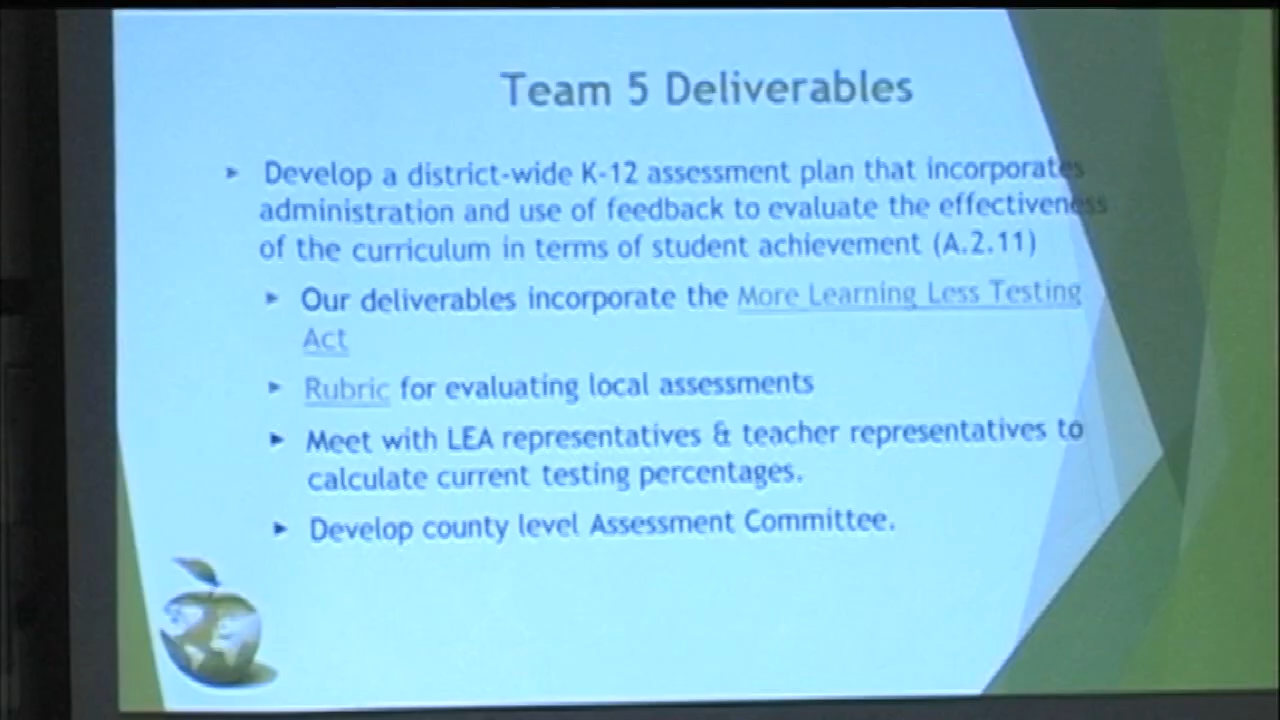 Team 5 Deliverables
Develop a district-wide K-12 assessment plan that incorporates
administration and use of feedback to evaluate the effectiveness
of the curriculum in terms of student achievement (A.2.11)
Our deliverables incorporate the More Learning Less Testing
Act
Rubric for evaluating local assessments
Meet with LEA representatives & teacher representatives to
calculate current testing percentages.
Develop county level Assessment Committee.